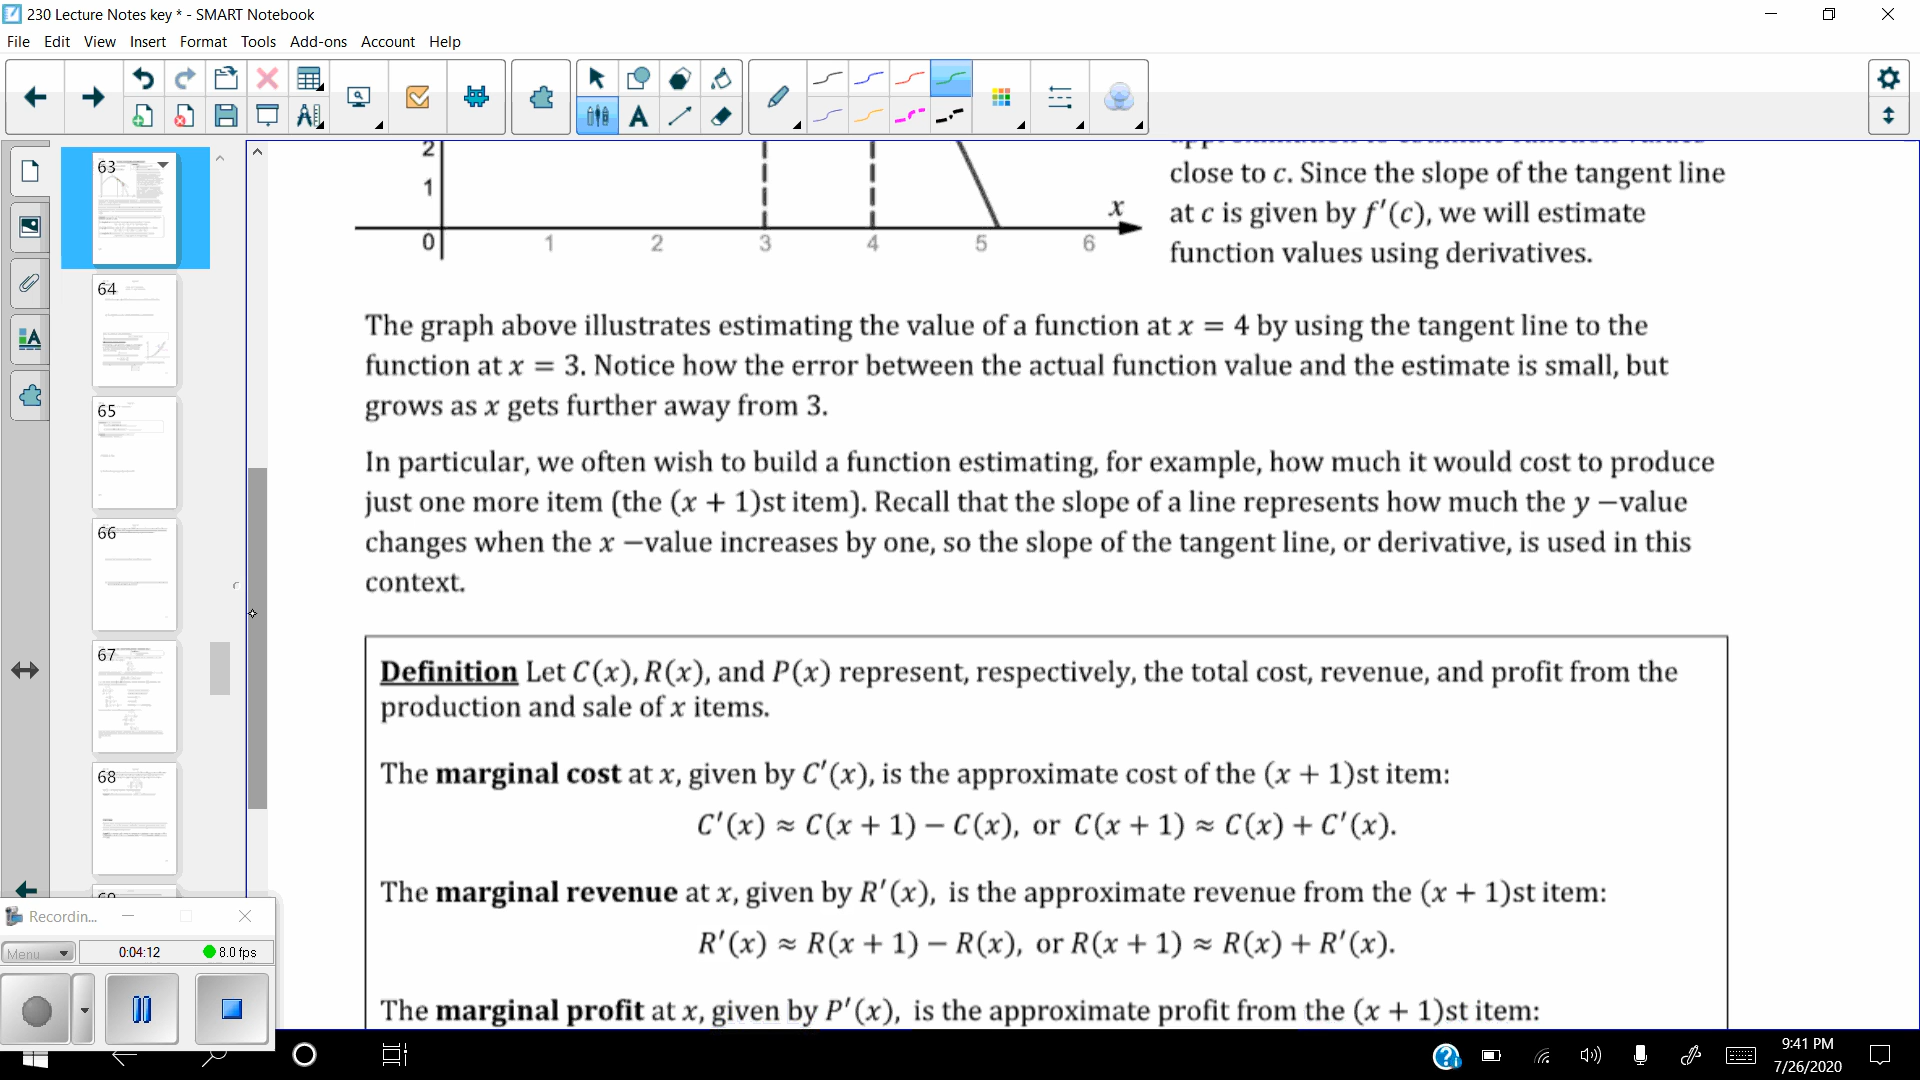 230 Lecture Notes key * - SMART Notebook
File Edit View Insert Format Tools Add-ons Account Help
63
64
65
66
67
68
2
1
0 1 2 3 4 5 6
x
close to c. Since the slope of the tangent line
at c is given by f′(c), we will estimate
function values using derivatives.
The graph above illustrates estimating the value of a function at x = 4 by using the tangent line to the
function at x = 3. Notice how the error between the actual function value and the estimate is small, but
grows as x gets further away from 3.
In particular, we often wish to build a function estimating, for example, how much it would cost to produce
just one more item (the (x + 1)st item). Recall that the slope of a line represents how much the y −value
changes when the x −value increases by one, so the slope of the tangent line, or derivative, is used in this
context.
Definition Let C(x), R(x), and P(x) represent, respectively, the total cost, revenue, and profit from the
production and sale of x items.
The marginal cost at x, given by C′(x), is the approximate cost of the (x + 1)st item:
C′(x) ≈ C(x + 1) − C(x), or C(x + 1) ≈ C(x) + C′(x).
The marginal revenue at x, given by R′(x), is the approximate revenue from the (x + 1)st item:
R′(x) ≈ R(x + 1) − R(x), or R(x + 1) ≈ R(x) + R′(x).
The marginal profit at x, given by P′(x), is the approximate profit from the (x + 1)st item:
Recordin...
Menu 0:04:12 8.0 fps
9:41 PM
7/26/2020